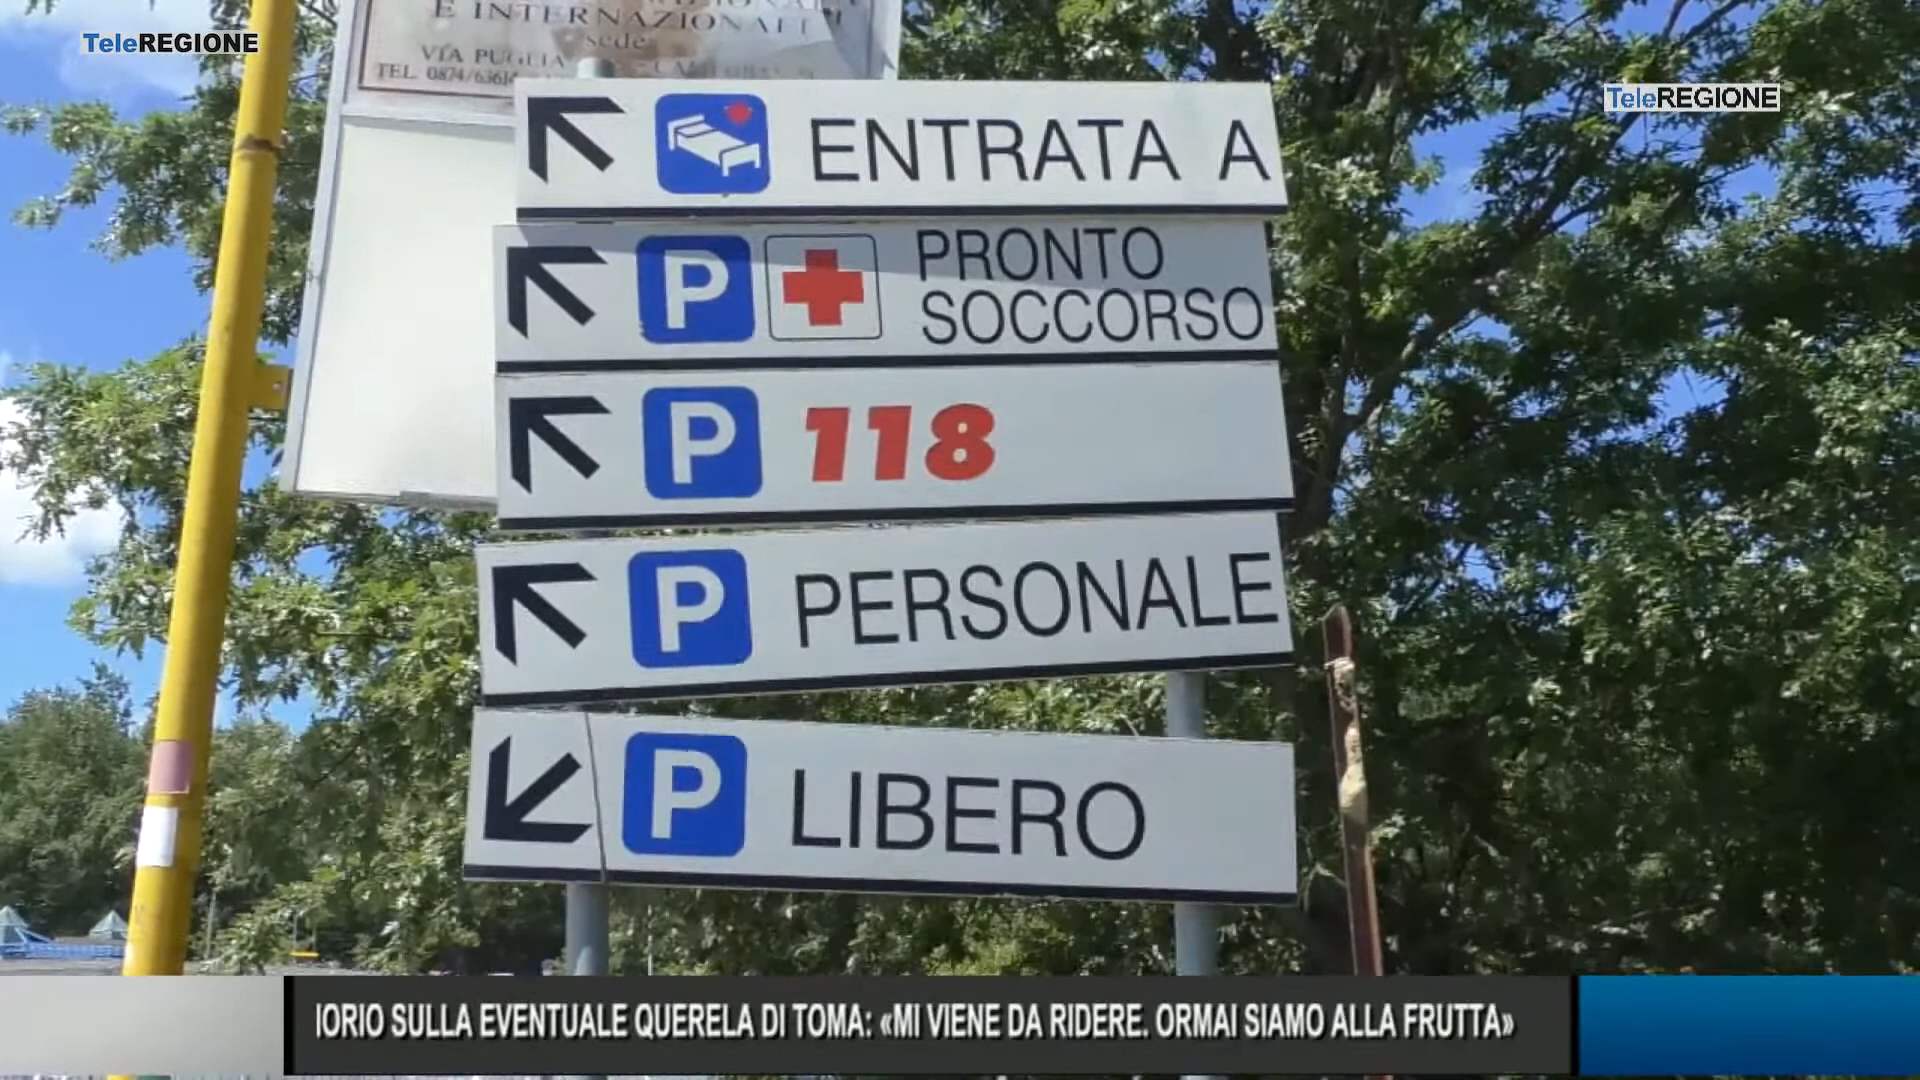 TeleREGIONE
E INTERNAZIONALI
sede
VIA PUGLIA
TEL. 0874/6361
TeleREGIONE
ENTRATA A
P PRONTO
SOCCORSO
P 118
P PERSONALE
P LIBERO
IORIO SULLA EVENTUALE QUERELA DI TOMA: «MI VIENE DA RIDERE. ORMAI SIAMO ALLA FRUTTA»